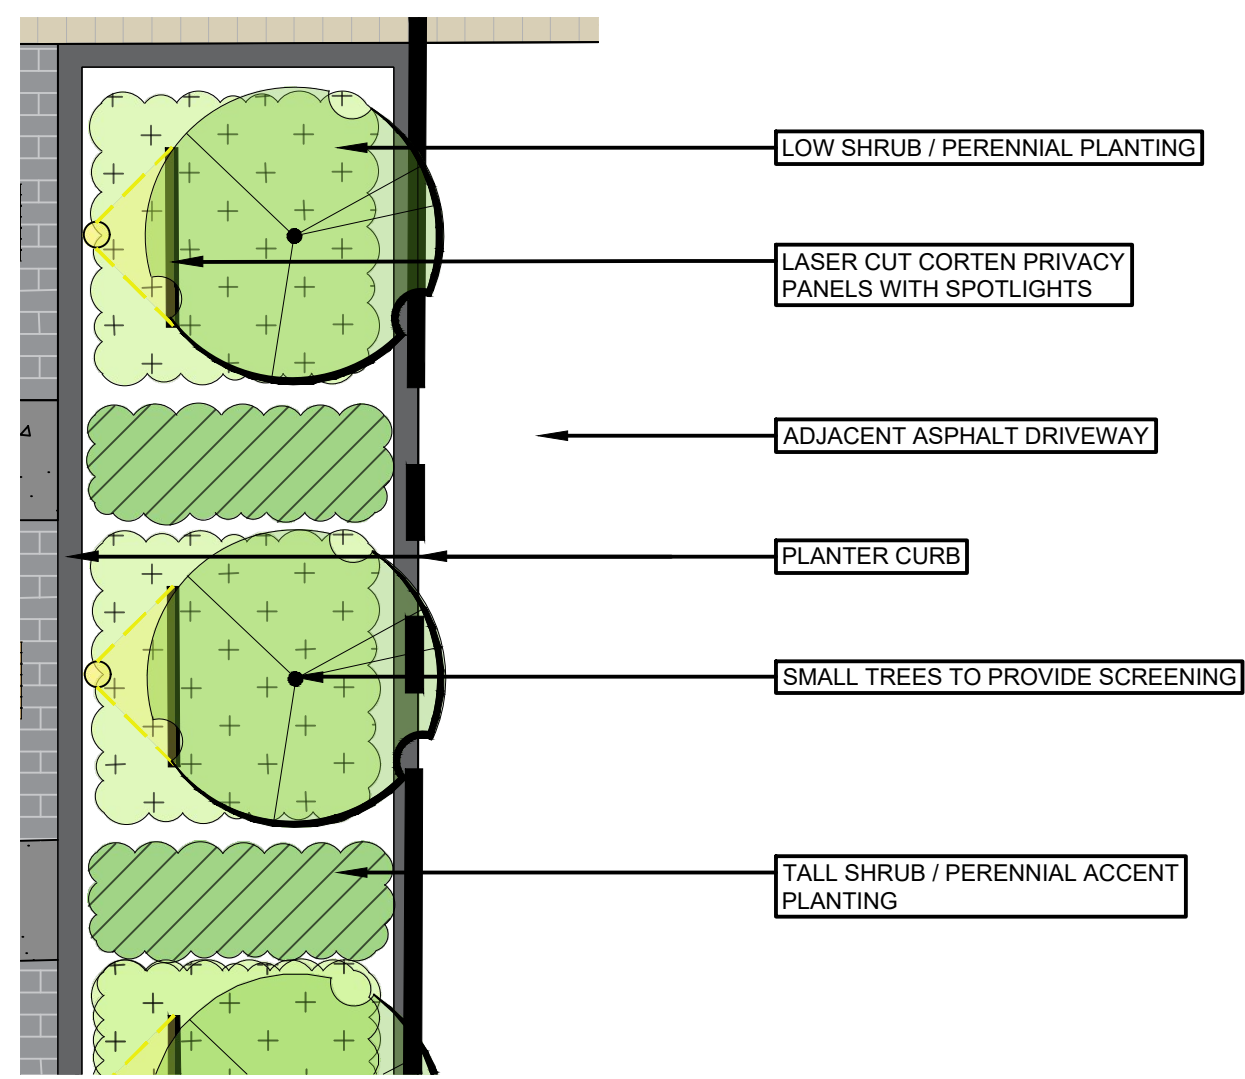 LOW SHRUB / PERENNIAL PLANTING
LASER CUT CORTEN PRIVACY
PANELS WITH SPOTLIGHTS
ADJACENT ASPHALT DRIVEWAY
PLANTER CURB
SMALL TREES TO PROVIDE SCREENING
TALL SHRUB / PERENNIAL ACCENT
PLANTING